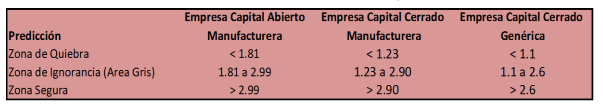 Empresa Capital Abierto Empresa Capital Cerrado Empresa Capital Cerrado
Predicción Manufacturera Manufacturera Genérica
Zona de Quiebra < 1.81 < 1.23 < 1.1
Zona de Ignorancia (Area Gris) 1.81 a 2.99 1.23 a 2.90 1.1 a 2.6
Zona Segura > 2.99 > 2.90 > 2.6